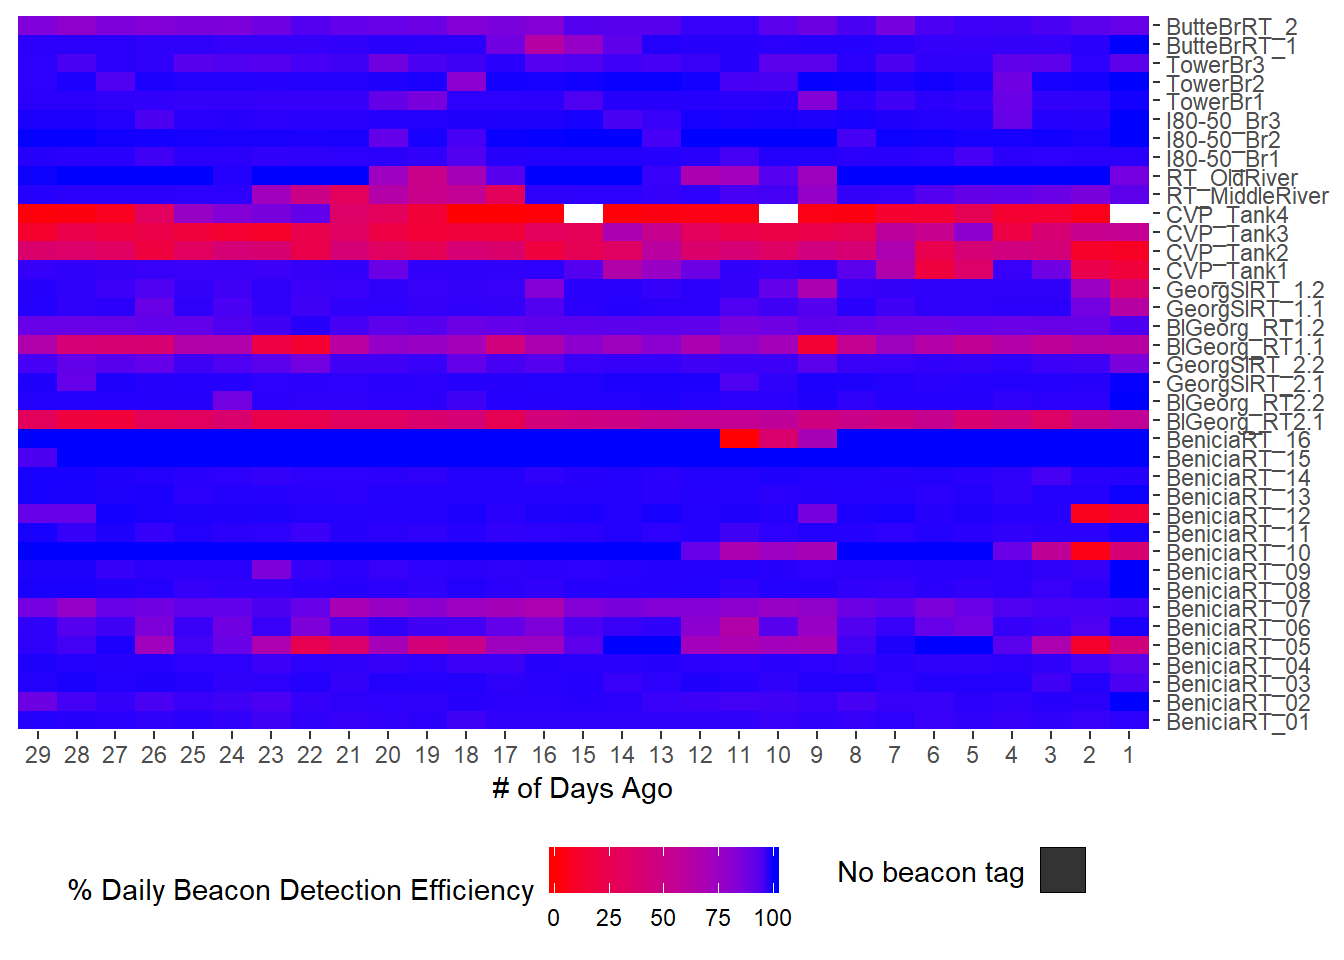 ButteBrRT_2
ButteBrRT_1
TowerBr3
TowerBr2
TowerBr1
I80-50_Br3
I80-50_Br2
I80-50_Br1
RT_OldRiver
RT_MiddleRiver
CVP_Tank4
CVP_Tank3
CVP_Tank2
CVP_Tank1
GeorgSlRT_1.2
GeorgSlRT_1.1
BlGeorg_RT1.2
BlGeorg_RT1.1
GeorgSlRT_2.2
GeorgSlRT_2.1
BlGeorg_RT2.2
BlGeorg_RT2.1
BeniciaRT_16
BeniciaRT_15
BeniciaRT_14
BeniciaRT_13
BeniciaRT_12
BeniciaRT_11
BeniciaRT_10
BeniciaRT_09
BeniciaRT_08
BeniciaRT_07
BeniciaRT_06
BeniciaRT_05
BeniciaRT_04
BeniciaRT_03
BeniciaRT_02
BeniciaRT_01
29 28 27 26 25 24 23 22 21 20 19 18 17 16 15 14 13 12 11 10 9 8 7 6 5 4 3 2 1
# of Days Ago
% Daily Beacon Detection Efficiency
0 25 50 75 100
No beacon tag